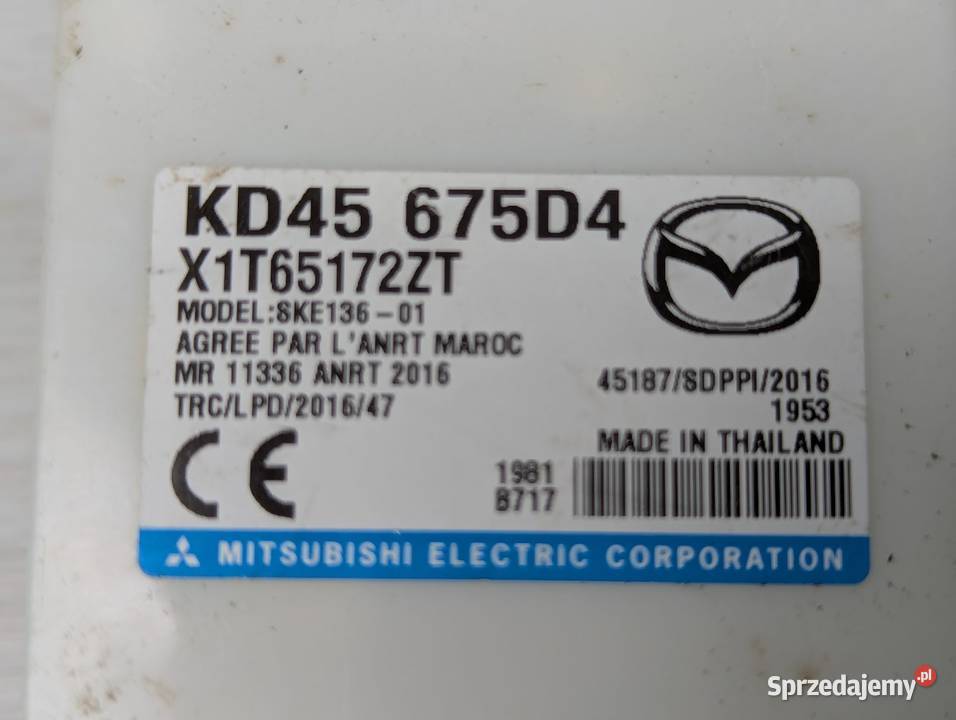 KD45 675D4
X1T65172ZT
MODEL:SKE136-01
AGREE PAR L'ANRT MAROC
MR 11336 ANRT 2016
TRC/LPD/2016/47
45187/SDPPI/2016
1953
MADE IN THAILAND
CE
1981
8717
MITSUBISHI ELECTRIC CORPORATION
Sprzedajemy.pl